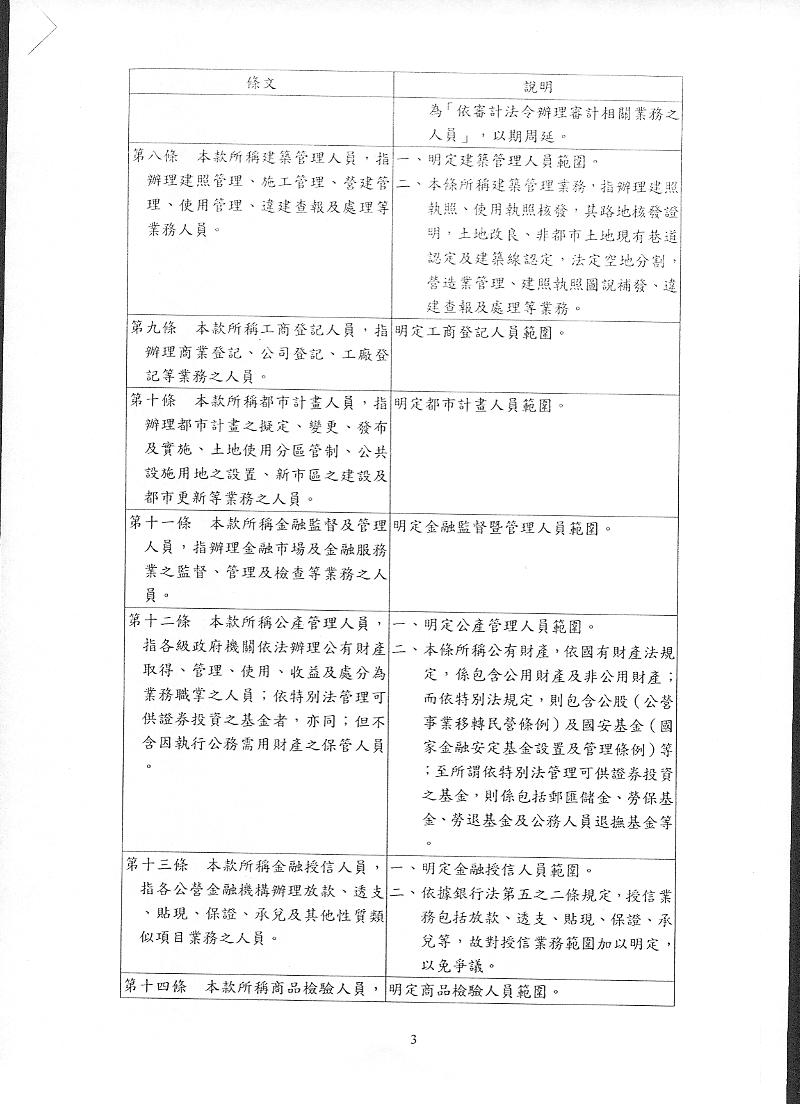 條文
說明
為「依審計法令辦理審計相關業務之
人員」，以期周延。
第八條　本款所稱建築管理人員，指
辦理建照管理、施工管理、營建管
理、使用管理、違建查報及處理等
業務人員。
一、明定建築管理人員範圍。
二、本條所稱建築管理業務，指辦理建照
執照、使用執照核發，其路地核發證
明，土地改良、非都市土地現有巷道
認定及建築線認定，法定空地分割，
營造業管理、建照執照圖說補發、違
建查報及處理等業務。
第九條　本款所稱工商登記人員，指
辦理商業登記、公司登記、工廠登
記等業務之人員。
明定工商登記人員範圍。
第十條　本款所稱都市計畫人員，指
辦理都市計畫之擬定、變更、發布
及實施、土地使用分區管制、公共
設施用地之設置、新市區之建設及
都市更新等業務之人員。
明定都市計畫人員範圍。
第十一條　本款所稱金融監督及管理
人員，指辦理金融市場及金融服務
業之監督、管理及檢查等業務之人
員。
明定金融監督暨管理人員範圍。
第十二條　本款所稱公產管理人員，
指各級政府機關依法辦理公有財產
取得、管理、使用、收益及處分為
業務職掌之人員；依特別法管理可
供證券投資之基金者，亦同；但不
含因執行公務需用財產之保管人員
。
一、明定公產管理人員範圍。
二、本條所稱公有財產，依國有財產法規
定，係包含公用財產及非公用財產；
而依特別法規定，則包含公股（公營
事業移轉民營條例）及國安基金（國
家金融安定基金設置及管理條例）等
；至所謂依特別法管理可供證券投資
之基金，則係包括郵匯儲金、勞保基
金、勞退基金及公務人員退撫基金等
。
第十三條　本款所稱金融授信人員，
指各公營金融機構辦理放款、透支
、貼現、保證、承兌及其他性質類
似項目業務之人員。
一、明定金融授信人員範圍。
二、依據銀行法第五之二條規定，授信業
務包括放款、透支、貼現、保證、承
兌等，故對授信業務範圍加以明定，
以免爭議。
第十四條　本款所稱商品檢驗人員，
明定商品檢驗人員範圍。
3